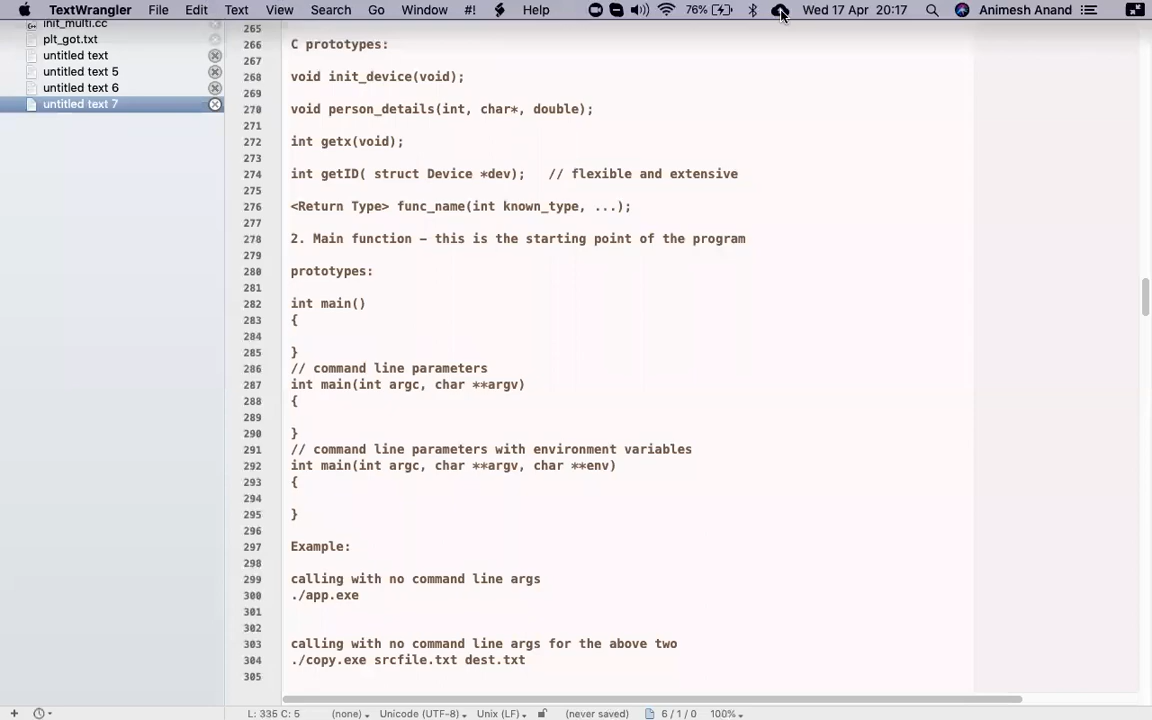 TextWrangler File Edit Text View Search Go Window #! Help 76% Wed 17 Apr 20:17 Animesh Anand
init_multi.cc
plt_got.txt
untitled text
untitled text 5
untitled text 6
untitled text 7
265
266 C prototypes:
267
268 void init_device(void);
269
270 void person_details(int, char*, double);
271
272 int getx(void);
273
274 int getID( struct Device *dev); // flexible and extensive
275
276 <Return Type> func_name(int known_type, ...);
277
278 2. Main function – this is the starting point of the program
279
280 prototypes:
281
282 int main()
283 {
284
285 }
286 // command line parameters
287 int main(int argc, char **argv)
288 {
289
290 }
291 // command line parameters with environment variables
292 int main(int argc, char **argv, char **env)
293 {
294
295 }
296
297 Example:
298
299 calling with no command line args
300 ./app.exe
301
302
303 calling with no command line args for the above two
304 ./copy.exe srcfile.txt dest.txt
305
L: 335 C: 5 (none) Unicode (UTF-8) Unix (LF) (never saved) 6 / 1 / 0 100%